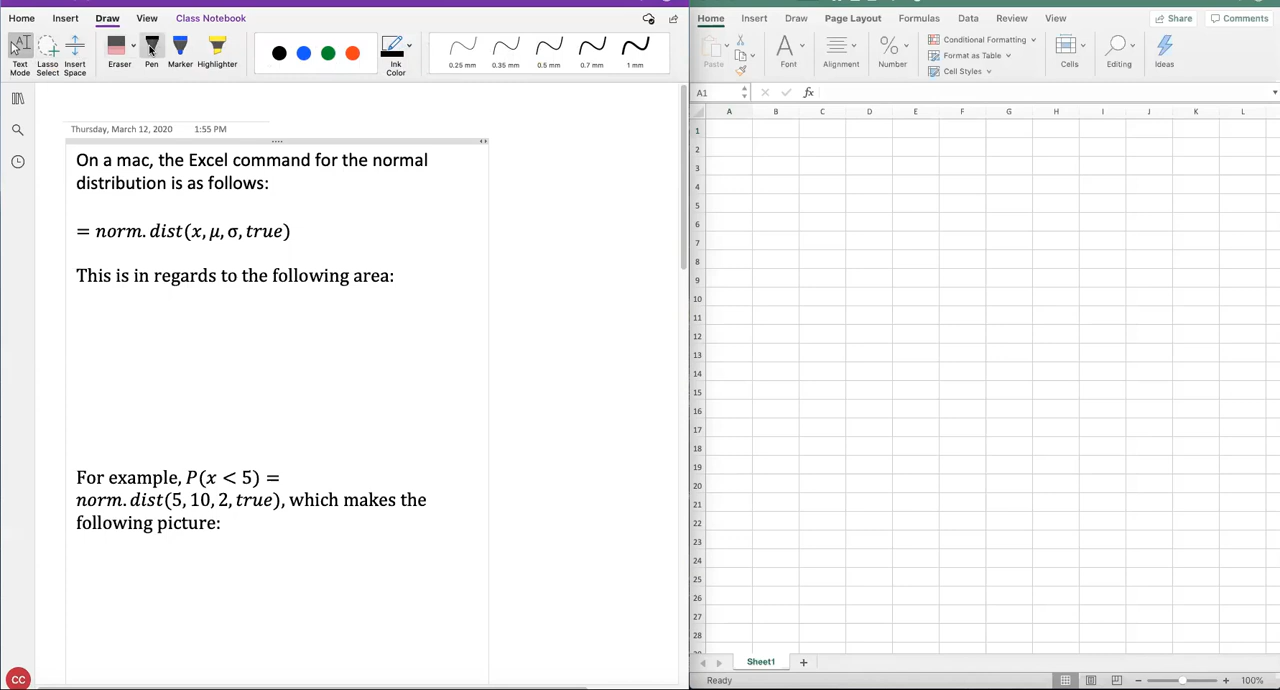 Home Insert Draw View Class Notebook
Text Mode Lasso Select Insert Space Eraser Pen Marker Highlighter Ink Color 0.25 mm 0.35 mm 0.5 mm 0.7 mm 1 mm
Thursday, March 12, 2020 1:55 PM
On a mac, the Excel command for the normal
distribution is as follows:
= norm. dist(x, μ, σ, true)
This is in regards to the following area:
For example, P(x < 5) =
norm. dist(5, 10, 2, true), which makes the
following picture:
CC
Home Insert Draw Page Layout Formulas Data Review View Share Comments
Paste Font Alignment Number Conditional Formatting Format as Table Cell Styles Cells Editing Ideas
A1 fx
A B C D E F G H I J K L
1
2
3
4
5
6
7
8
9
10
11
12
13
14
15
16
17
18
19
20
21
22
23
24
25
26
27
28
Sheet1
Ready 100%